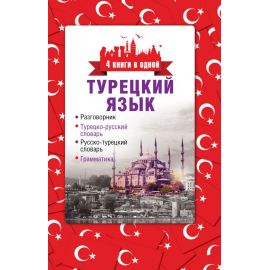 4 книги в одной
ТУРЕЦКИЙ
ЯЗЫК
• Разговорник
• Турецко-русский
словарь
• Русско-турецкий
словарь
• Грамматика